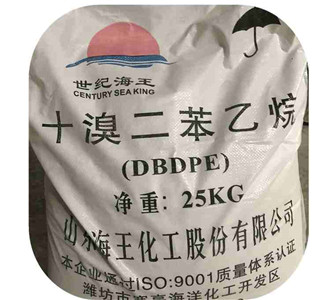 世纪海王
CENTURY SEA KING
十溴二苯乙烷
(DBDPE)
净重：25KG
山东海王化工股份有限公司
本企业通过ISO:9001质量体系认证
潍坊市寒亭海洋化工开发区